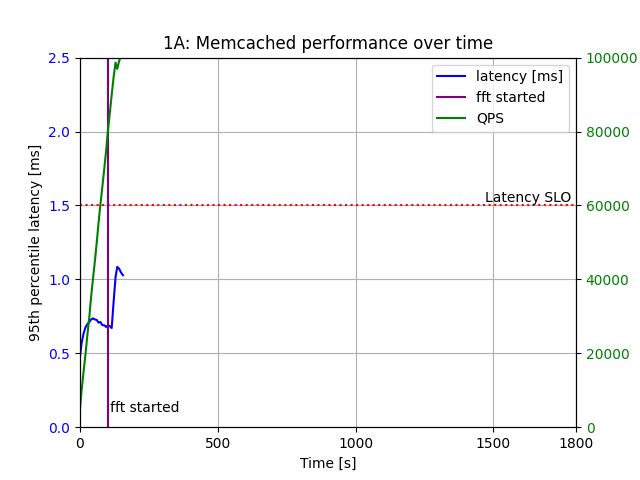 1A: Memcached performance over time
2.5
2.0
1.5
1.0
0.5
0.0
95th percentile latency [ms]
100000
80000
60000
40000
20000
0
latency [ms]
fft started
QPS
Latency SLO
fft started
0
500
1000
1500
1800
Time [s]